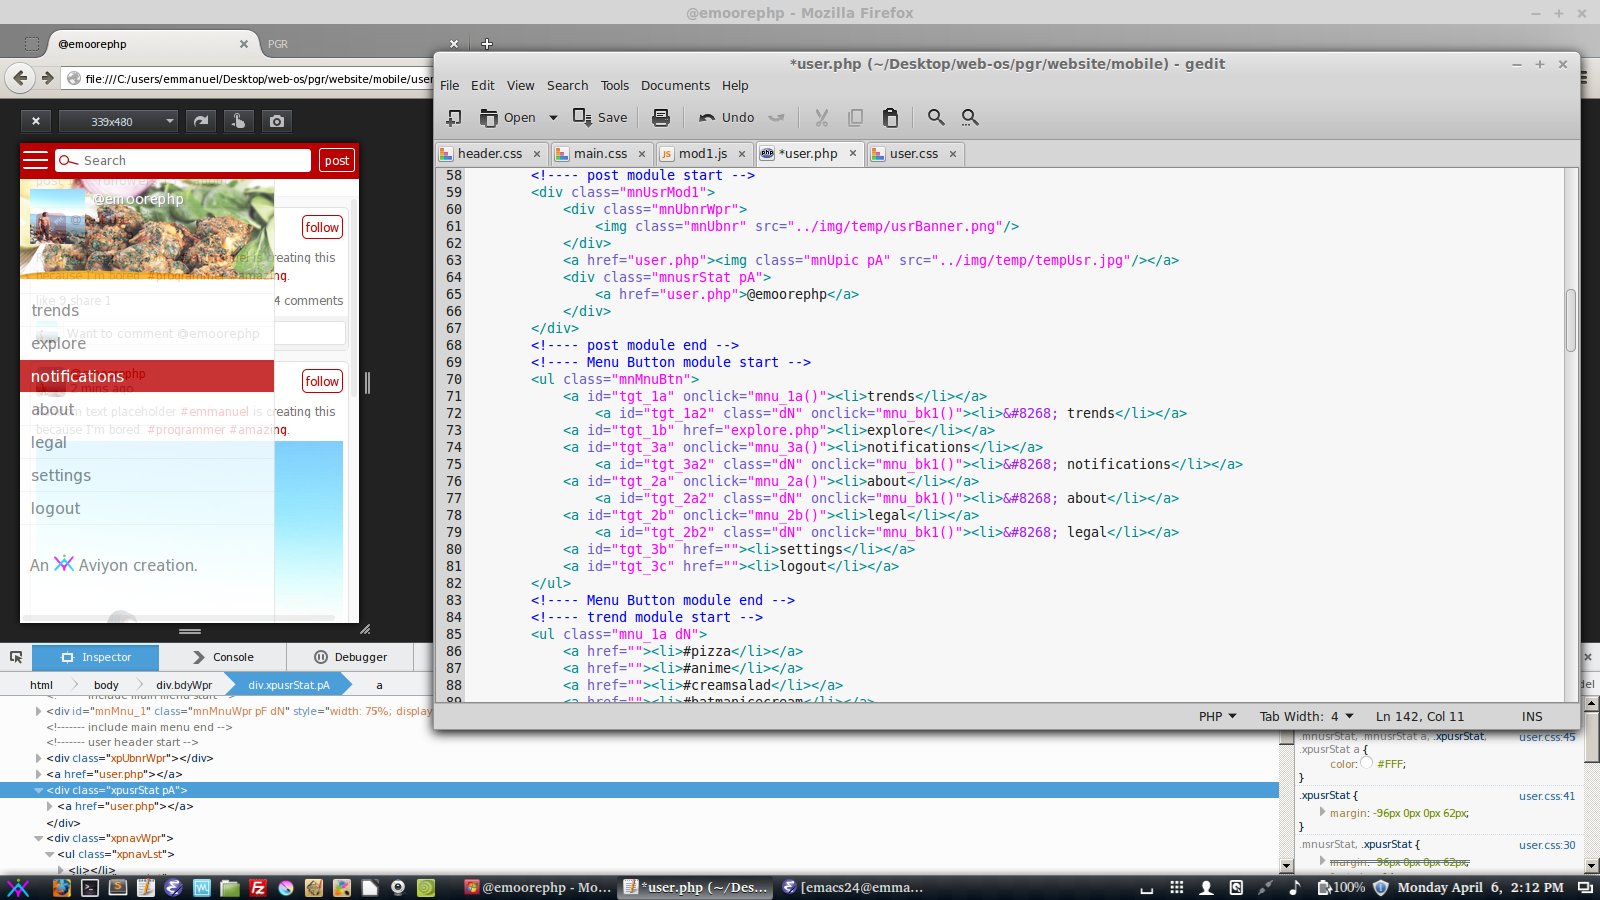 @emoorephp - Mozilla Firefox
@emoorephp
PGR
file:///C:/users/emmanuel/Desktop/web-os/pgr/website/mobile/user
339x480
Search
post
@emoorephp
follow
is creating this
because I'm bored. #programmer #amazing.
like 9 share 1
4 comments
trends
Want to comment @emoorephp
explore
notifications
follow
2 mins ago
about
text placeholder #emmanuel is creating this
because I'm bored. #programmer #amazing.
legal
settings
logout
An Aviyon creation.
*user.php (~/Desktop/web-os/pgr/website/mobile) - gedit
File Edit View Search Tools Documents Help
Open Save Undo
header.css main.css mod1.js *user.php user.css
58 <!---- post module start -->
59 <div class="mnUsrMod1">
60 <div class="mnUbnrWpr">
61 <img class="mnUbnr" src="../img/temp/usrBanner.png"/>
62 </div>
63 <a href="user.php"><img class="mnUpic pA" src="../img/temp/tempUsr.jpg"/></a>
64 <div class="mnusrStat pA">
65 <a href="user.php">@emoorephp</a>
66 </div>
67 </div>
68 <!---- post module end -->
69 <!---- Menu Button module start -->
70 <ul class="mnMnuBtn">
71 <a id="tgt_1a" onclick="mnu_1a()"><li>trends</li></a>
72 <a id="tgt_1a2" class="dN" onclick="mnu_bk1()"><li>&#8268; trends</li></a>
73 <a id="tgt_1b" href="explore.php"><li>explore</li></a>
74 <a id="tgt_3a" onclick="mnu_3a()"><li>notifications</li></a>
75 <a id="tgt_3a2" class="dN" onclick="mnu_bk1()"><li>&#8268; notifications</li></a>
76 <a id="tgt_2a" onclick="mnu_2a()"><li>about</li></a>
77 <a id="tgt_2a2" class="dN" onclick="mnu_bk1()"><li>&#8268; about</li></a>
78 <a id="tgt_2b" onclick="mnu_2b()"><li>legal</li></a>
79 <a id="tgt_2b2" class="dN" onclick="mnu_bk1()"><li>&#8268; legal</li></a>
80 <a id="tgt_3b" href=""><li>settings</li></a>
81 <a id="tgt_3c" href=""><li>logout</li></a>
82 </ul>
83 <!---- Menu Button module end -->
84 <!---- trend module start -->
85 <ul class="mnu_1a dN">
86 <a href=""><li>#pizza</li></a>
87 <a href=""><li>#anime</li></a>
88 <a href=""><li>#creamsalad</li></a>
89 <a href=""><li>#batmanicecream</li></a>
PHP Tab Width: 4 Ln 142, Col 11 INS
Inspector Console Debugger
html body div.bdyWpr div.xpusrStat.pA a
include main menu start
<div id="mnMnu_1" class="mnMnuWpr pF dN" style="width: 75%; display
<!------- include main menu end -->
<!------- user header start -->
<div class="xpUbnrWpr"></div>
<a href="user.php"></a>
<div class="xpusrStat pA">
<a href="user.php"></a>
</div>
<div class="xpnavWpr">
<ul class="xpnavLst">
<li></li>
.mnusrStat, .mnusrStat a, .xpusrStat, user.css:45
.xpusrStat a {
color: #FFF;
}
.xpusrStat { user.css:41
margin: -96px 0px 0px 62px;
}
.mnusrStat, .xpusrStat { user.css:30
margin: -96px 0px 0px 62px;
@emoorephp - Mo... *user.php (~/Des... [emacs24@emma...
100% Monday April 6, 2:12 PM